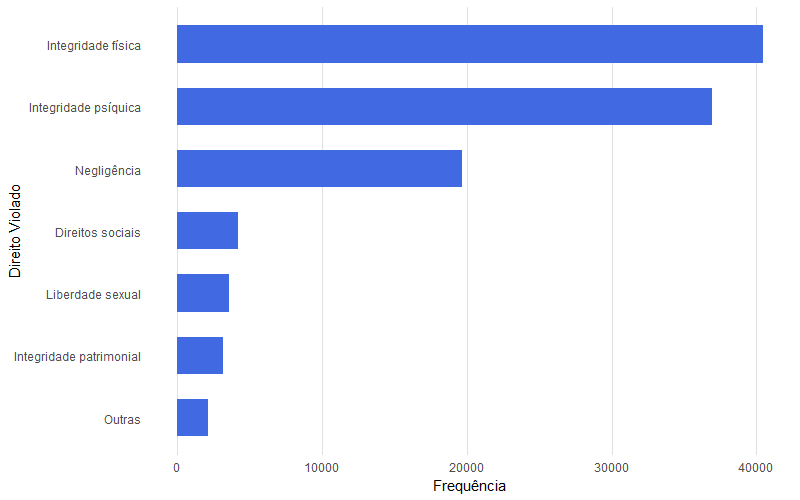 Integridade física
Integridade psíquica
Negligência
Direitos sociais
Liberdade sexual
Integridade patrimonial
Outras
Direito Violado
0 10000 20000 30000 40000
Frequência